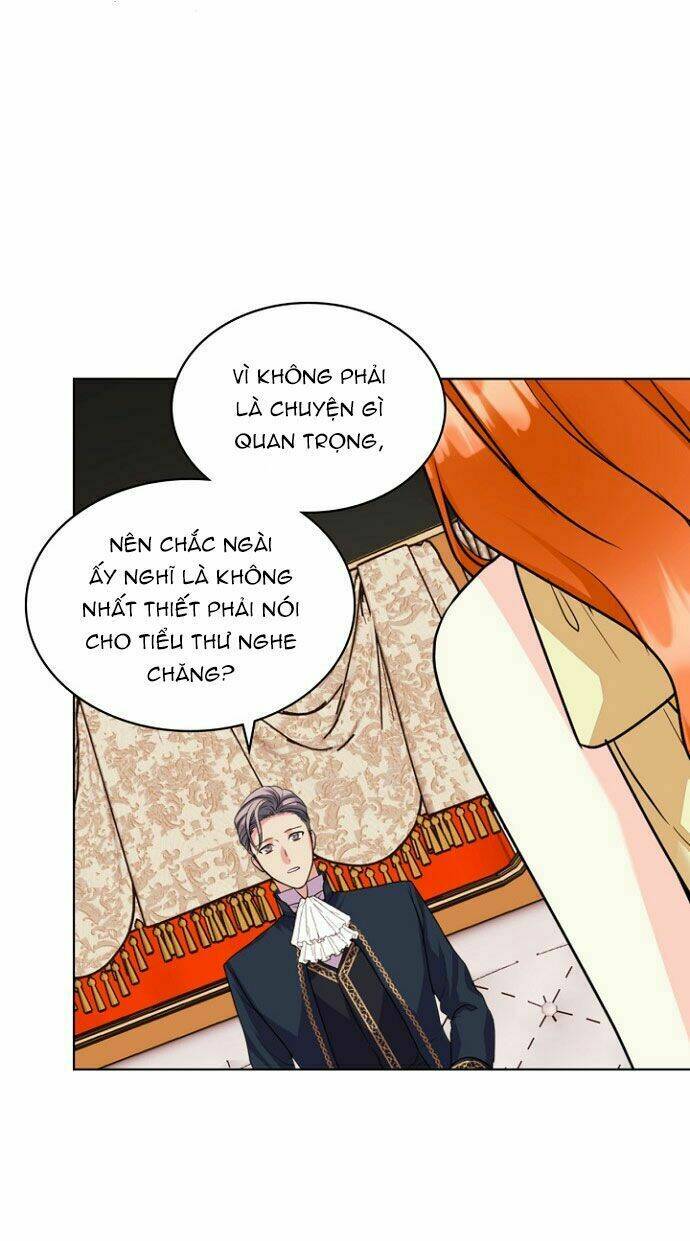 VÌ KHÔNG PHẢI
LÀ CHUYỆN GÌ
QUAN TRỌNG,
NÊN CHẮC NGÀI
ẤY NGHĨ LÀ KHÔNG
NHẤT THIẾT PHẢI NÓI
CHO TIỂU THƯ NGHE
CHĂNG?